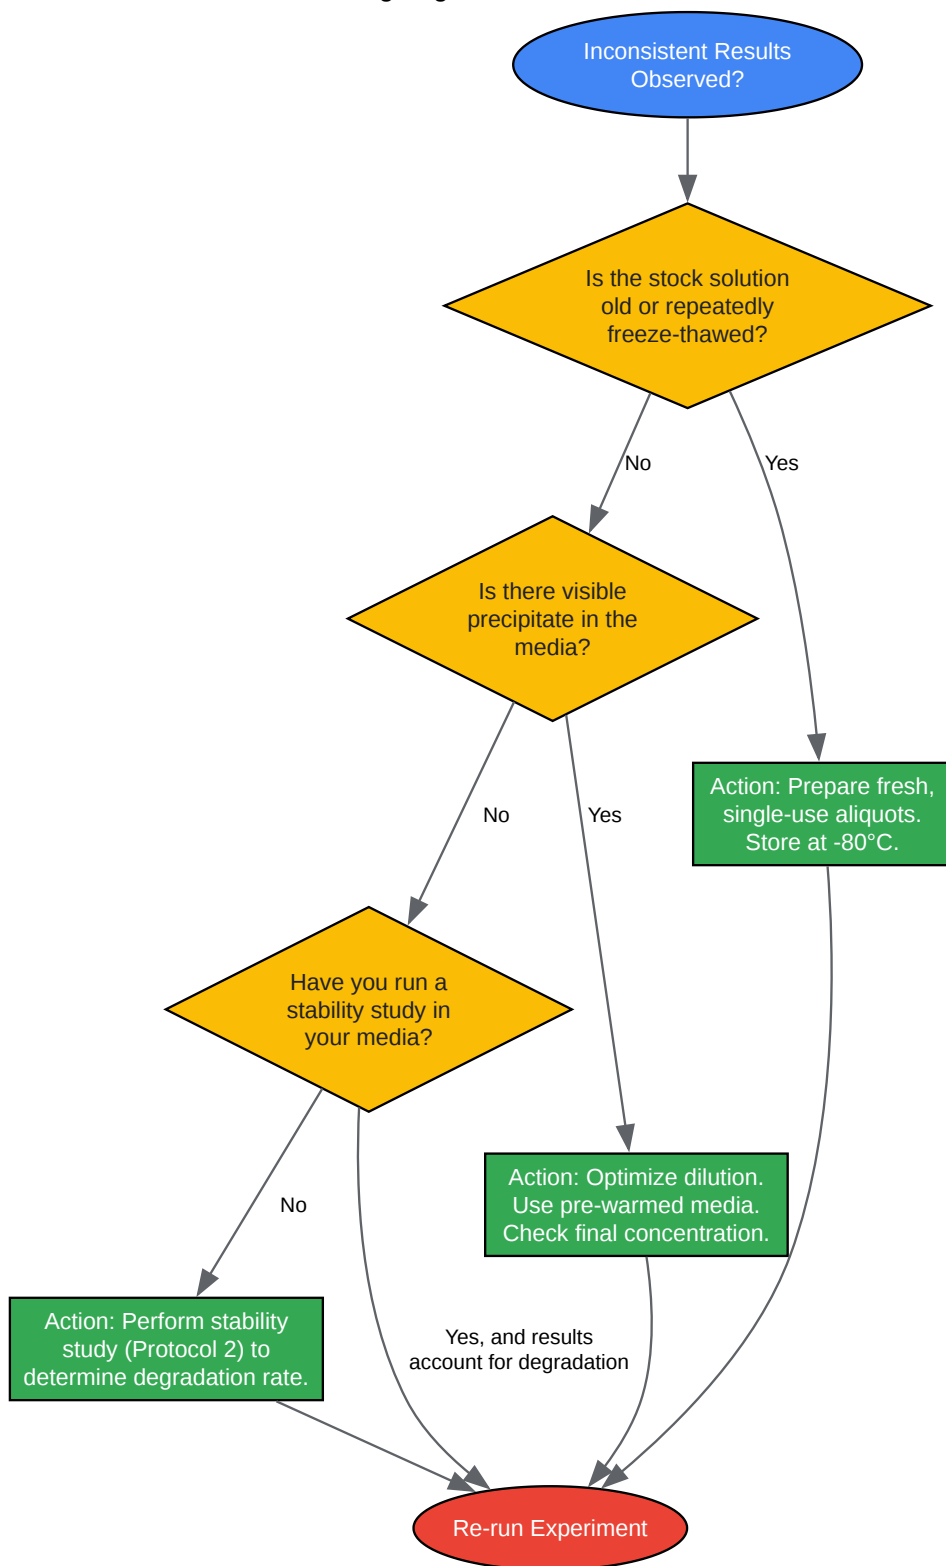 Inconsistent Results
Observed?
Is the stock solution
old or repeatedly
freeze-thawed?
No
Yes
Is there visible
precipitate in the
media?
No
Yes
Action: Prepare fresh,
single-use aliquots.
Store at -80°C.
Have you run a
stability study in
your media?
No
Action: Optimize dilution.
Use pre-warmed media.
Check final concentration.
Action: Perform stability
study (Protocol 2) to
determine degradation rate.
Yes, and results
account for degradation
Re-run Experiment